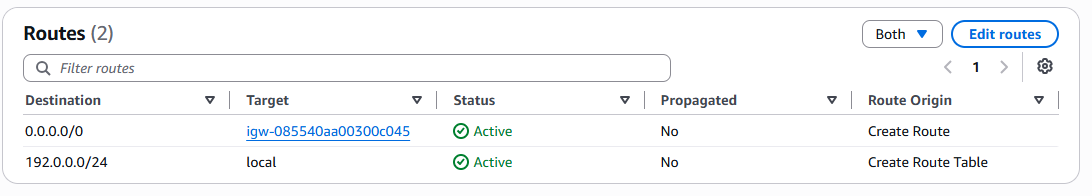 Routes (2)
Both
Edit routes
Filter routes
1
Destination Target Status Propagated Route Origin
0.0.0.0/0 igw-085540aa00300c045 Active No Create Route
192.0.0.0/24 local Active No Create Route Table